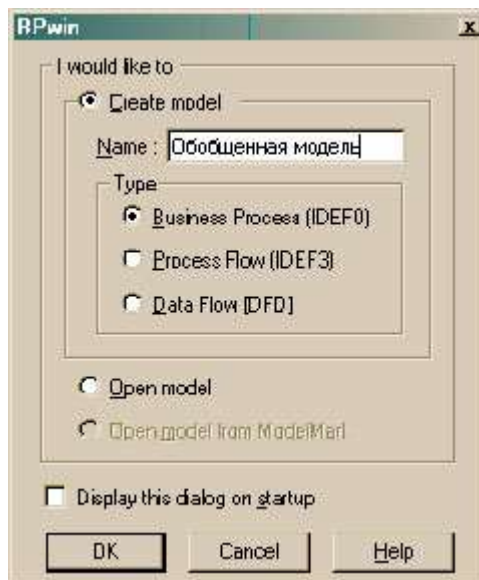 BPwin
I would like to
Create model
Name : Обобщенная модель
Type
Business Process (IDEF0)
Process Flow (IDEF3)
Data Flow (DFD)
Open model
Open model from ModelMart
Display this dialog on startup
OK Cancel Help